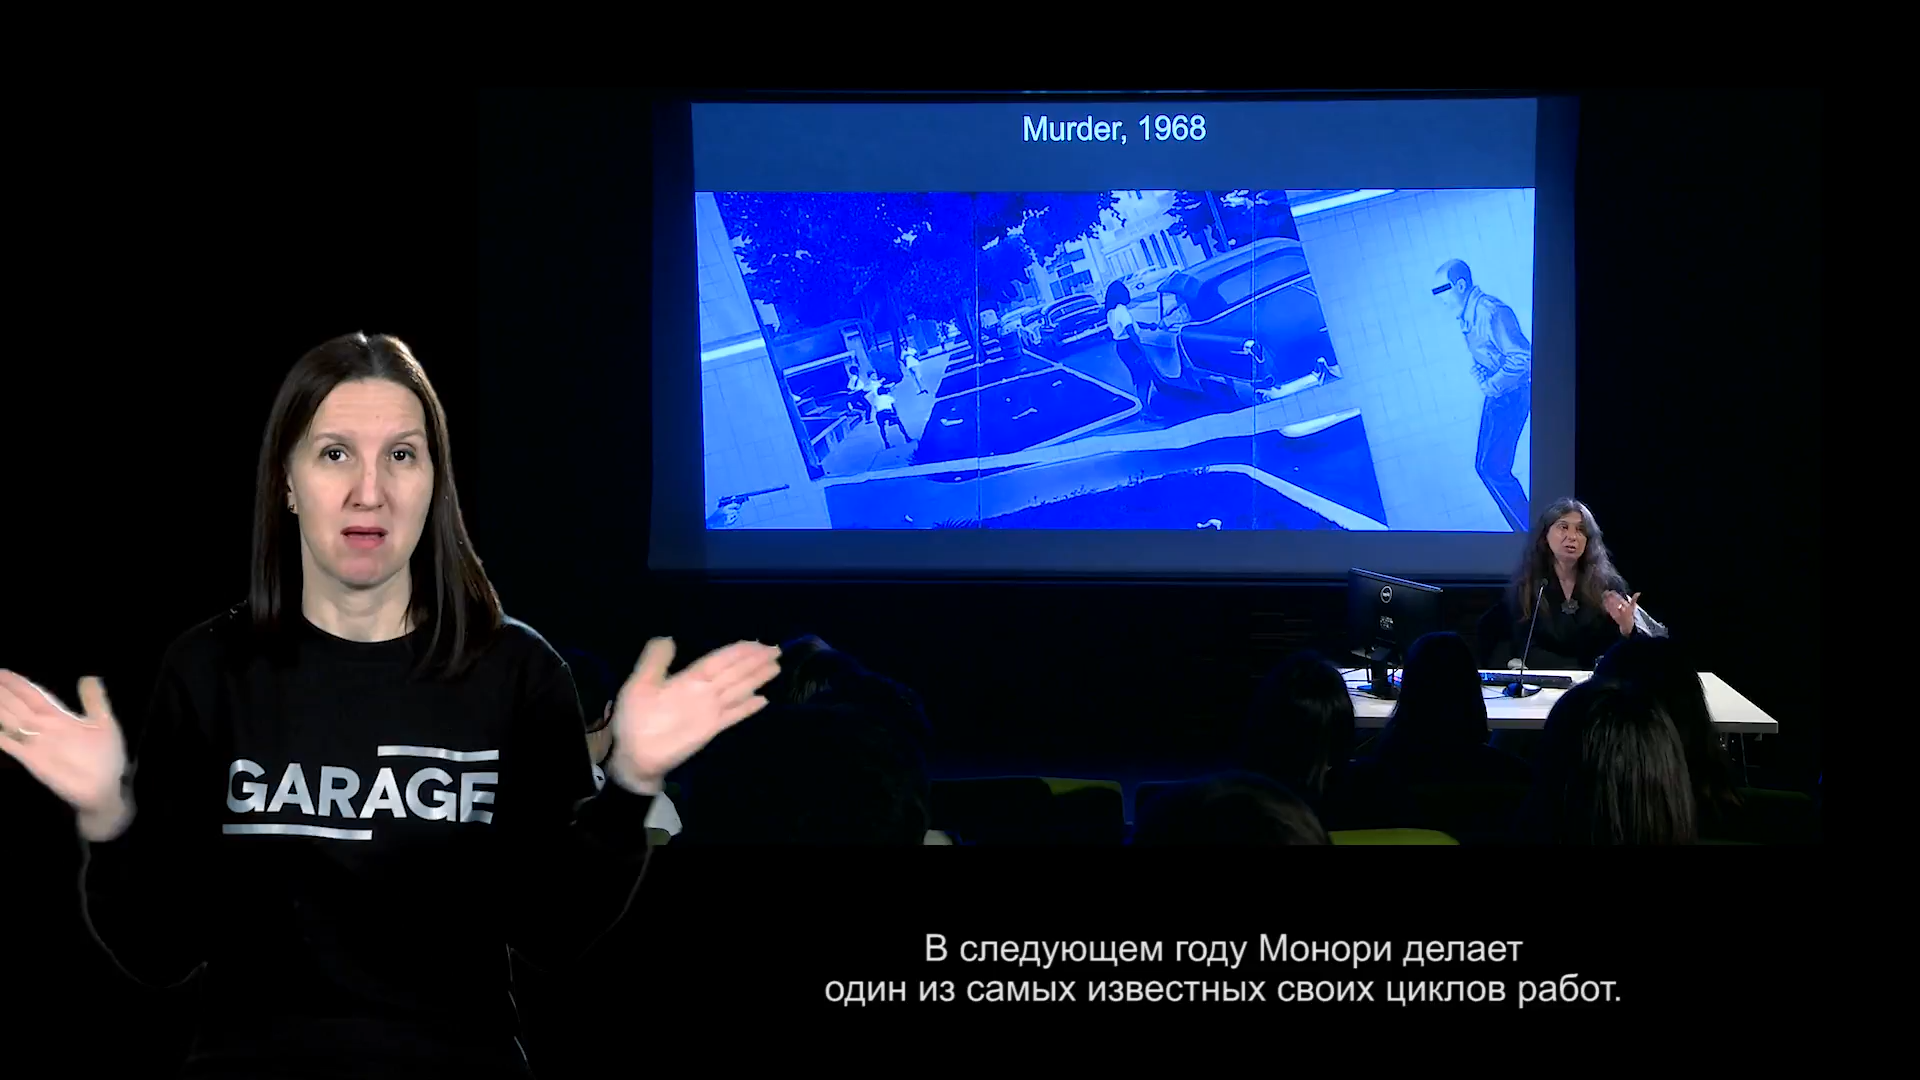 Murder, 1968
GARAGE
В следующем году Монори делает
один из самых известных своих циклов работ.